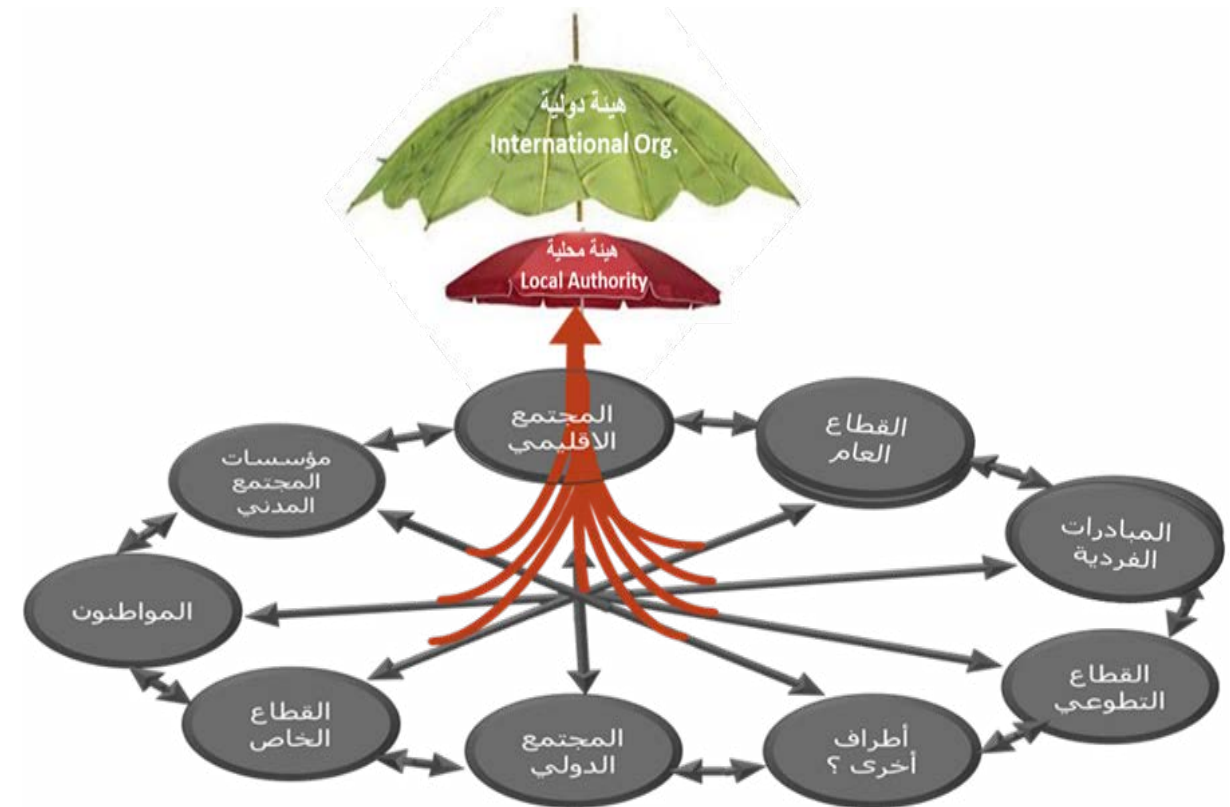 هيئة دولية
International Org.
هيئة محلية
Local Authority
المجتمع
الاقليمي
القطاع
العام
مؤسسات
المجتمع
المدني
المبادرات
الفردية
المواطنون
القطاع
التطوعي
القطاع
الخاص
المجتمع
الدولي
أطراف
أخرى ؟